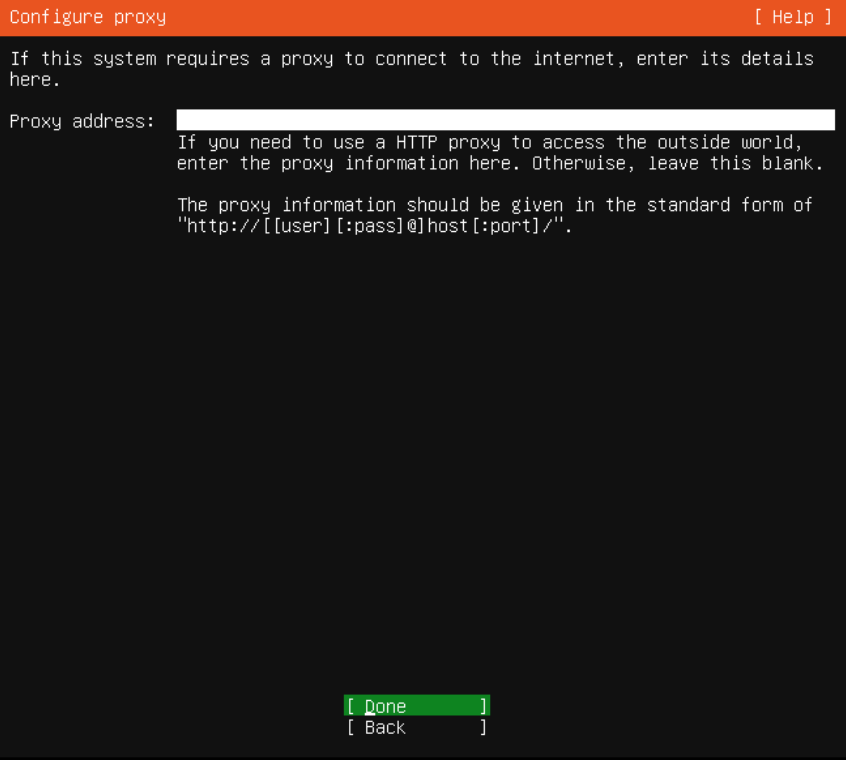 Configure proxy [ Help ]
If this system requires a proxy to connect to the internet, enter its details
here.
Proxy address:
If you need to use a HTTP proxy to access the outside world,
enter the proxy information here. Otherwise, leave this blank.
The proxy information should be given in the standard form of
"http://[[user][:pass]@]host[:port]/".
[ Done ]
[ Back ]